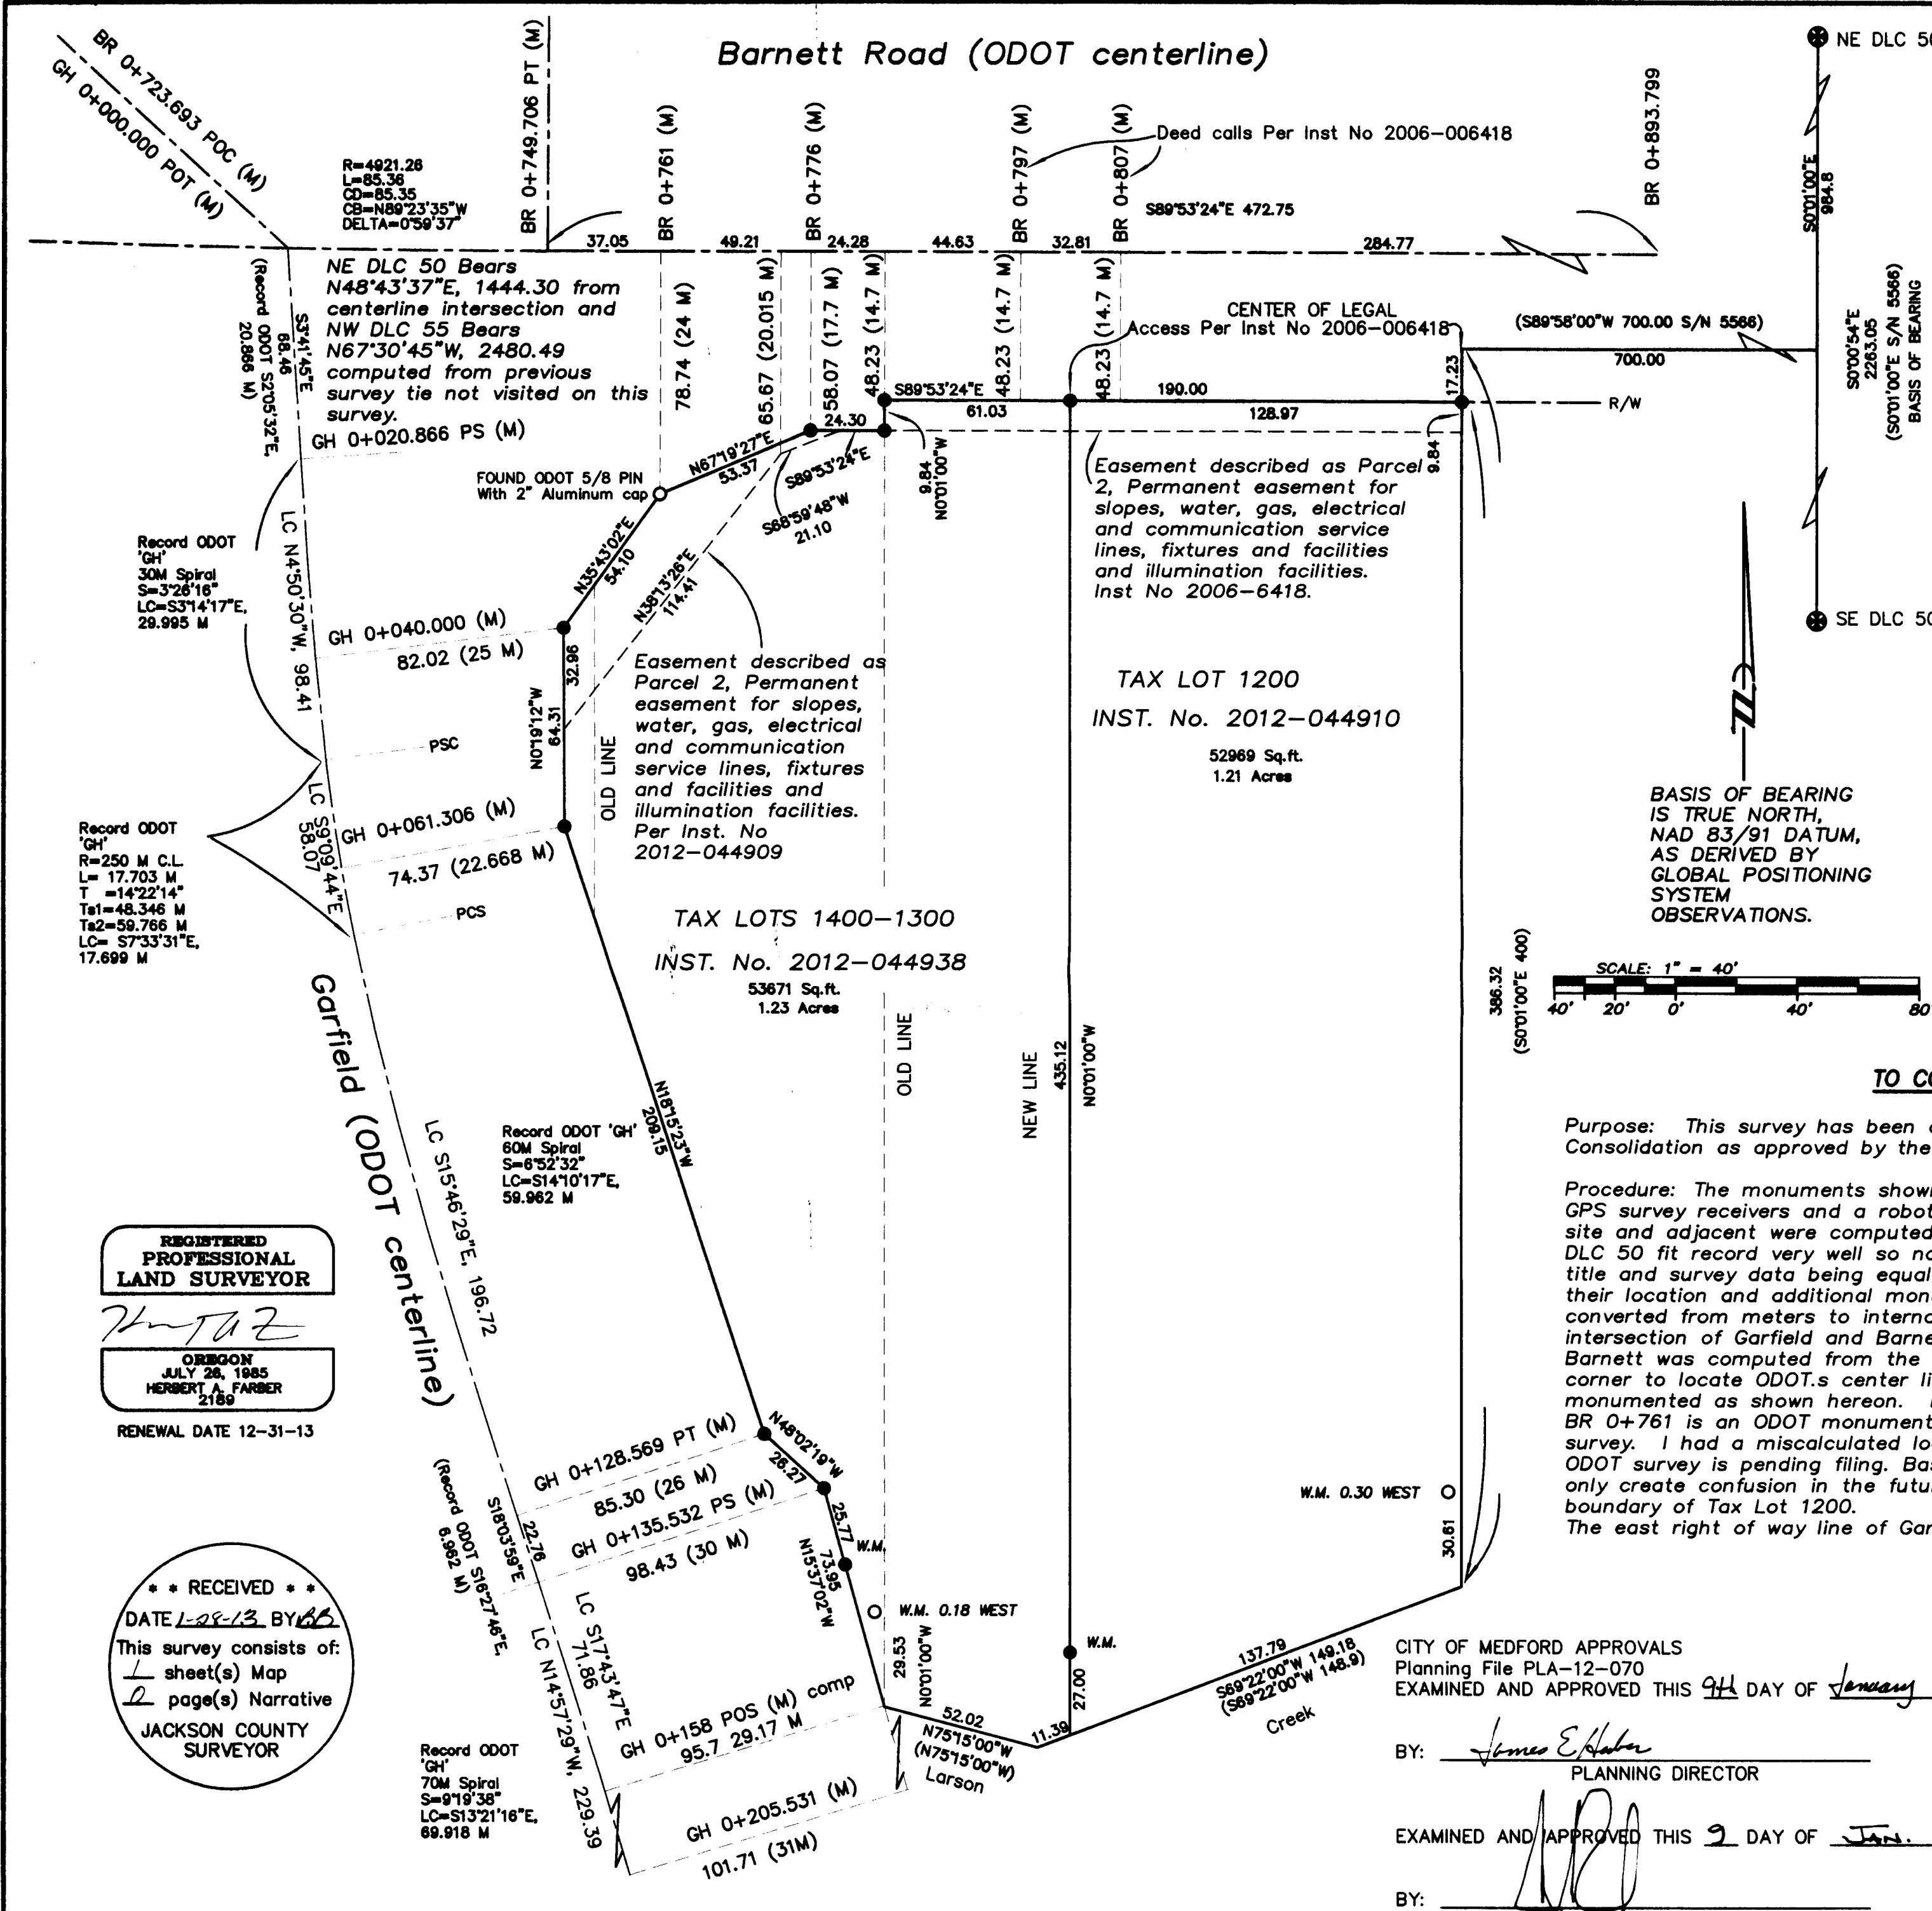 Barnett Road (ODOT centerline)
BR 0+723.693 POC (M)
GH 0+000.000 POT (M)
R=4921.26
L=85.36
CD=85.35
CB=N89°23'35"W
DELTA=0°59'37"
BR 0+749.706 PT (M)
BR 0+761 (M)
BR 0+776 (M)
BR 0+797 (M)
BR 0+807 (M)
Deed calls Per Inst No 2006-006418
BR 0+893.799
NE DLC 50
S0°01'00"E
984.8
S89°53'24"E 472.75
37.05
49.21
24.28
44.63
32.81
284.77
NE DLC 50 Bears
N48°43'37"E, 1444.30 from
centerline intersection and
NW DLC 55 Bears
N67°30'45"W, 2480.49
computed from previous
survey tie not visited on this
survey.
S3°41'45"E
68.46
(Record ODOT S2°05'32"E,
20.866 M)
GH 0+020.866 PS (M)
78.74 (24 M)
65.67 (20.015 M)
58.07 (17.7 M)
48.23 (14.7 M)
48.23 (14.7 M)
48.23 (14.7 M)
CENTER OF LEGAL
Access Per Inst No 2006-006418
17.23
(S89°58'00"W 700.00 S/N 5566)
700.00
S0°00'54"E
2263.05
(S0°01'00"E S/N 5566)
BASIS OF BEARING
S89°53'24"E
61.03
190.00
128.97
R/W
24.30
S89°53'24"E
N67°19'27"E
53.37
S68°59'48"W
21.10
9.84
N0°01'00"W
9.84
FOUND ODOT 5/8 PIN
With 2" Aluminum cap
Easement described as Parcel
2, Permanent easement for
slopes, water, gas, electrical
and communication service
lines, fixtures and facilities
and illumination facilities.
Inst No 2006-6418.
Record ODOT
'GH'
30M Spiral
S=3°26'16"
LC=S3°14'17"E,
29.995 M
LC N4°50'30"W, 98.41
N35°43'02"E
54.10
N38°13'26"E
114.41
GH 0+040.000 (M)
82.02 (25 M)
SE DLC 50
32.96
N0°19'12"W
64.31
OLD LINE
Easement described as
Parcel 2, Permanent
easement for slopes,
water, gas, electrical
and communication
service lines, fixtures
and facilities and
illumination facilities.
Per Inst. No
2012-044909
TAX LOT 1200
INST. No. 2012-044910
52969 Sq.ft.
1.21 Acres
PSC
LC S9°09'44"E
58.07
GH 0+061.306 (M)
74.37 (22.668 M)
PCS
Record ODOT
'GH'
R=250 M C.L.
L= 17.703 M
T =14°22'14"
Ts1=48.346 M
Ts2=59.766 M
LC= S7°33'31"E,
17.699 M
BASIS OF BEARING
IS TRUE NORTH,
NAD 83/91 DATUM,
AS DERIVED BY
GLOBAL POSITIONING
SYSTEM
OBSERVATIONS.
TAX LOTS 1400-1300
INST. No. 2012-044938
53671 Sq.ft.
1.23 Acres
386.32
(S0°01'00"E 400)
SCALE: 1" = 40'
40' 20' 0' 40' 80
Garfield (ODOT centerline)
OLD LINE
NEW LINE
435.12
N0°01'00"W
N18°15'23"W
209.15
LC S15°46'29"E, 196.72
Record ODOT 'GH'
60M Spiral
S=6°52'32"
LC=S14°10'17"E,
59.962 M
TO CO
Purpose: This survey has been
Consolidation as approved by the
Procedure: The monuments show
GPS survey receivers and a robot
site and adjacent were computed
DLC 50 fit record very well so no
title and survey data being equal
their location and additional mon
converted from meters to interna
intersection of Garfield and Barne
Barnett was computed from the
corner to locate ODOT.s center li
monumented as shown hereon.
BR 0+761 is an ODOT monument
survey. I had a miscalculated lo
ODOT survey is pending filing. Bas
only create confusion in the futu
boundary of Tax Lot 1200.
The east right of way line of Gar
REGISTERED
PROFESSIONAL
LAND SURVEYOR
OREGON
JULY 26, 1985
HERBERT A. FARBER
2189
RENEWAL DATE 12-31-13
GH 0+128.569 PT (M)
85.30 (26 M)
GH 0+135.532 PS (M)
98.43 (30 M)
N48°02'19"W
26.27
25.77
W.M.
73.95
N15°37'02"W
W.M. 0.18 WEST
W.M. 0.30 WEST
30.61
S18°03'59"E
22.76
(Record ODOT S16°27'46"E,
6.962 M)
LC S17°43'47"E
71.86
LC N14°57'29"W, 229.39
GH 0+158 POS (M) comp
95.7 29.17 M
GH 0+205.531 (M)
101.71 (31M)
29.53
N0°01'00"W
52.02
N75°15'00"W
(N75°15'00"W)
Larson
11.39
27.00
W.M.
137.79
S69°22'00"W 149.18
(S69°22'00"W 148.9)
Creek
Record ODOT
'GH'
70M Spiral
S=9°19'38"
LC=S13°21'16"E,
69.918 M
* * RECEIVED * *
DATE 1-28-13 BY BB
This survey consists of:
1 sheet(s) Map
0 page(s) Narrative
JACKSON COUNTY
SURVEYOR
CITY OF MEDFORD APPROVALS
Planning File PLA-12-070
EXAMINED AND APPROVED THIS 9th DAY OF January
BY: James E Huber
PLANNING DIRECTOR
EXAMINED AND APPROVED THIS 9 DAY OF JAN.
BY: